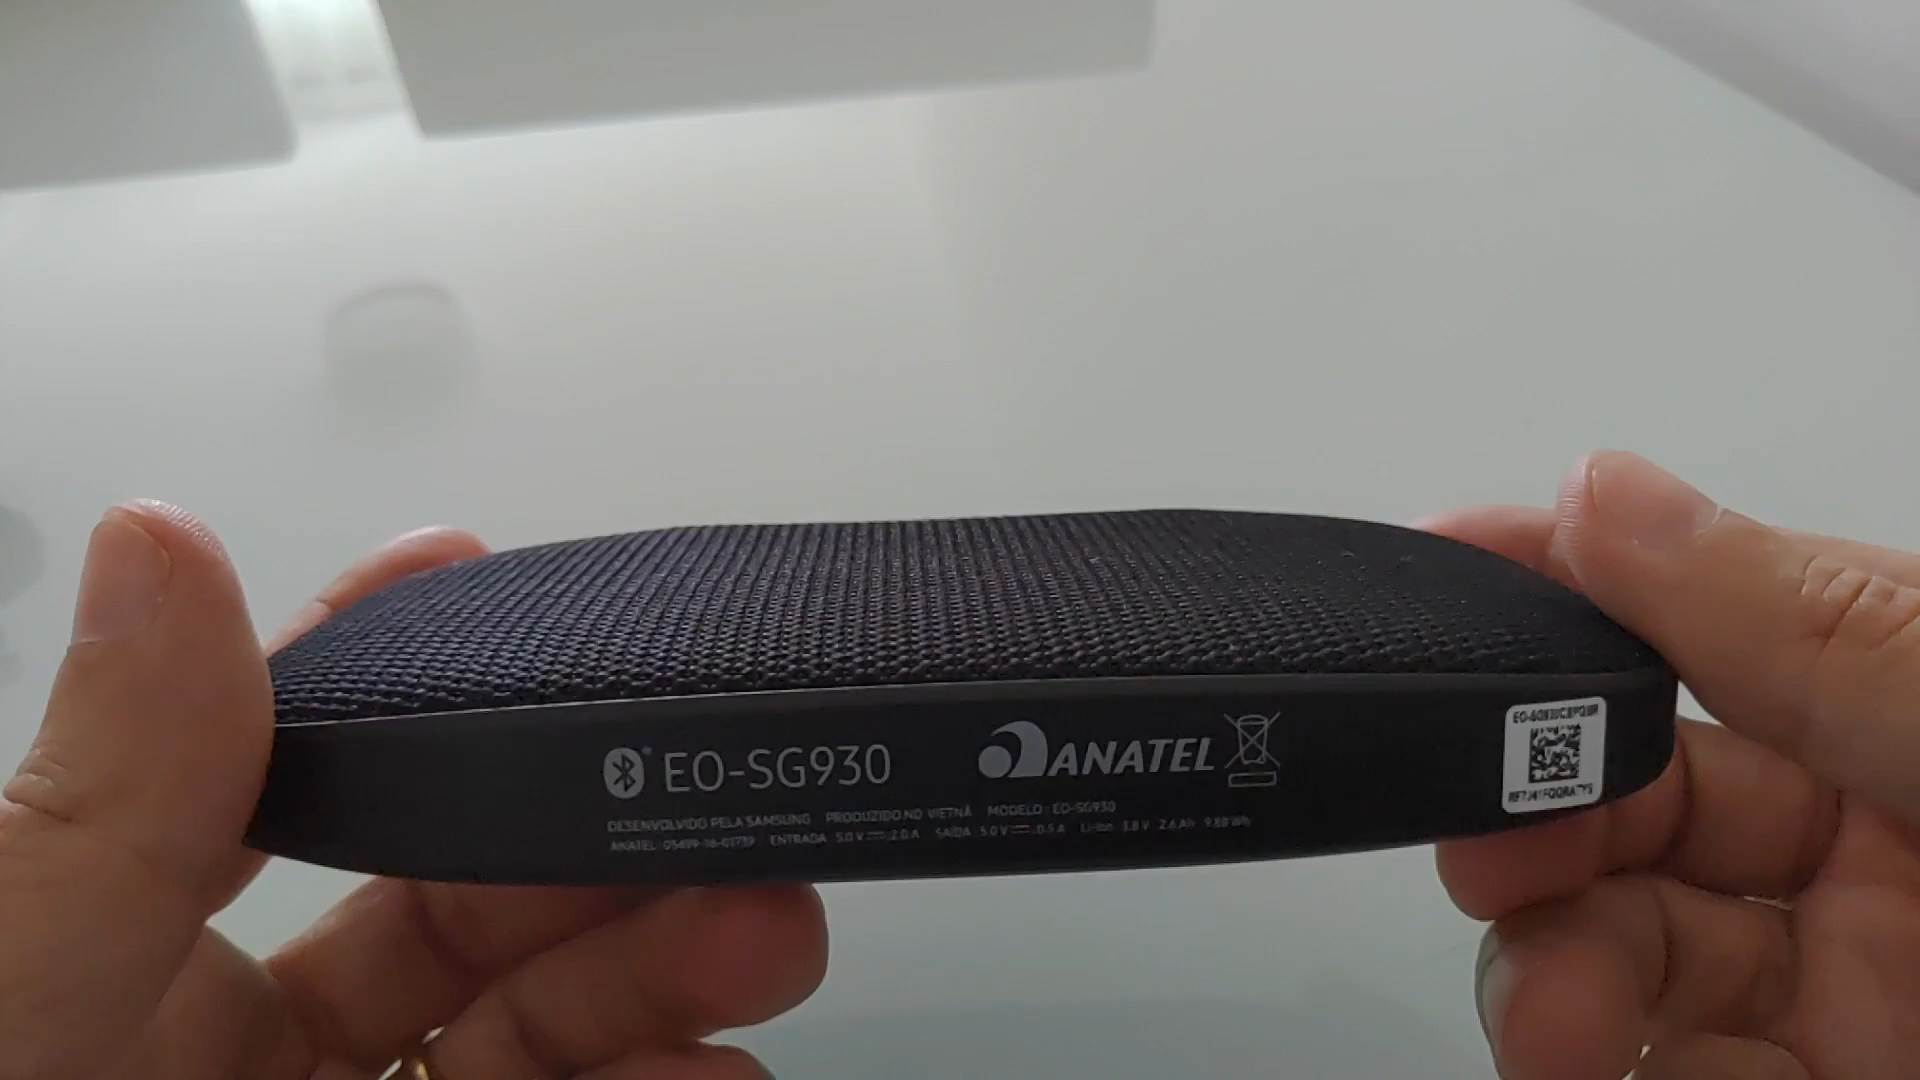 EO-SG930
ANATEL
DESENVOLVIDO PELA SAMSUNG PRODUZIDO NO VIETNÃ MODELO : EO-SG930
ANATEL 05499-16-01739 ENTRADA 5.0 V 2.0 A SAÍDA 5.0 V 0.5 A Li-Ion 3.8 V 2.6 Ah 9.88 Wh